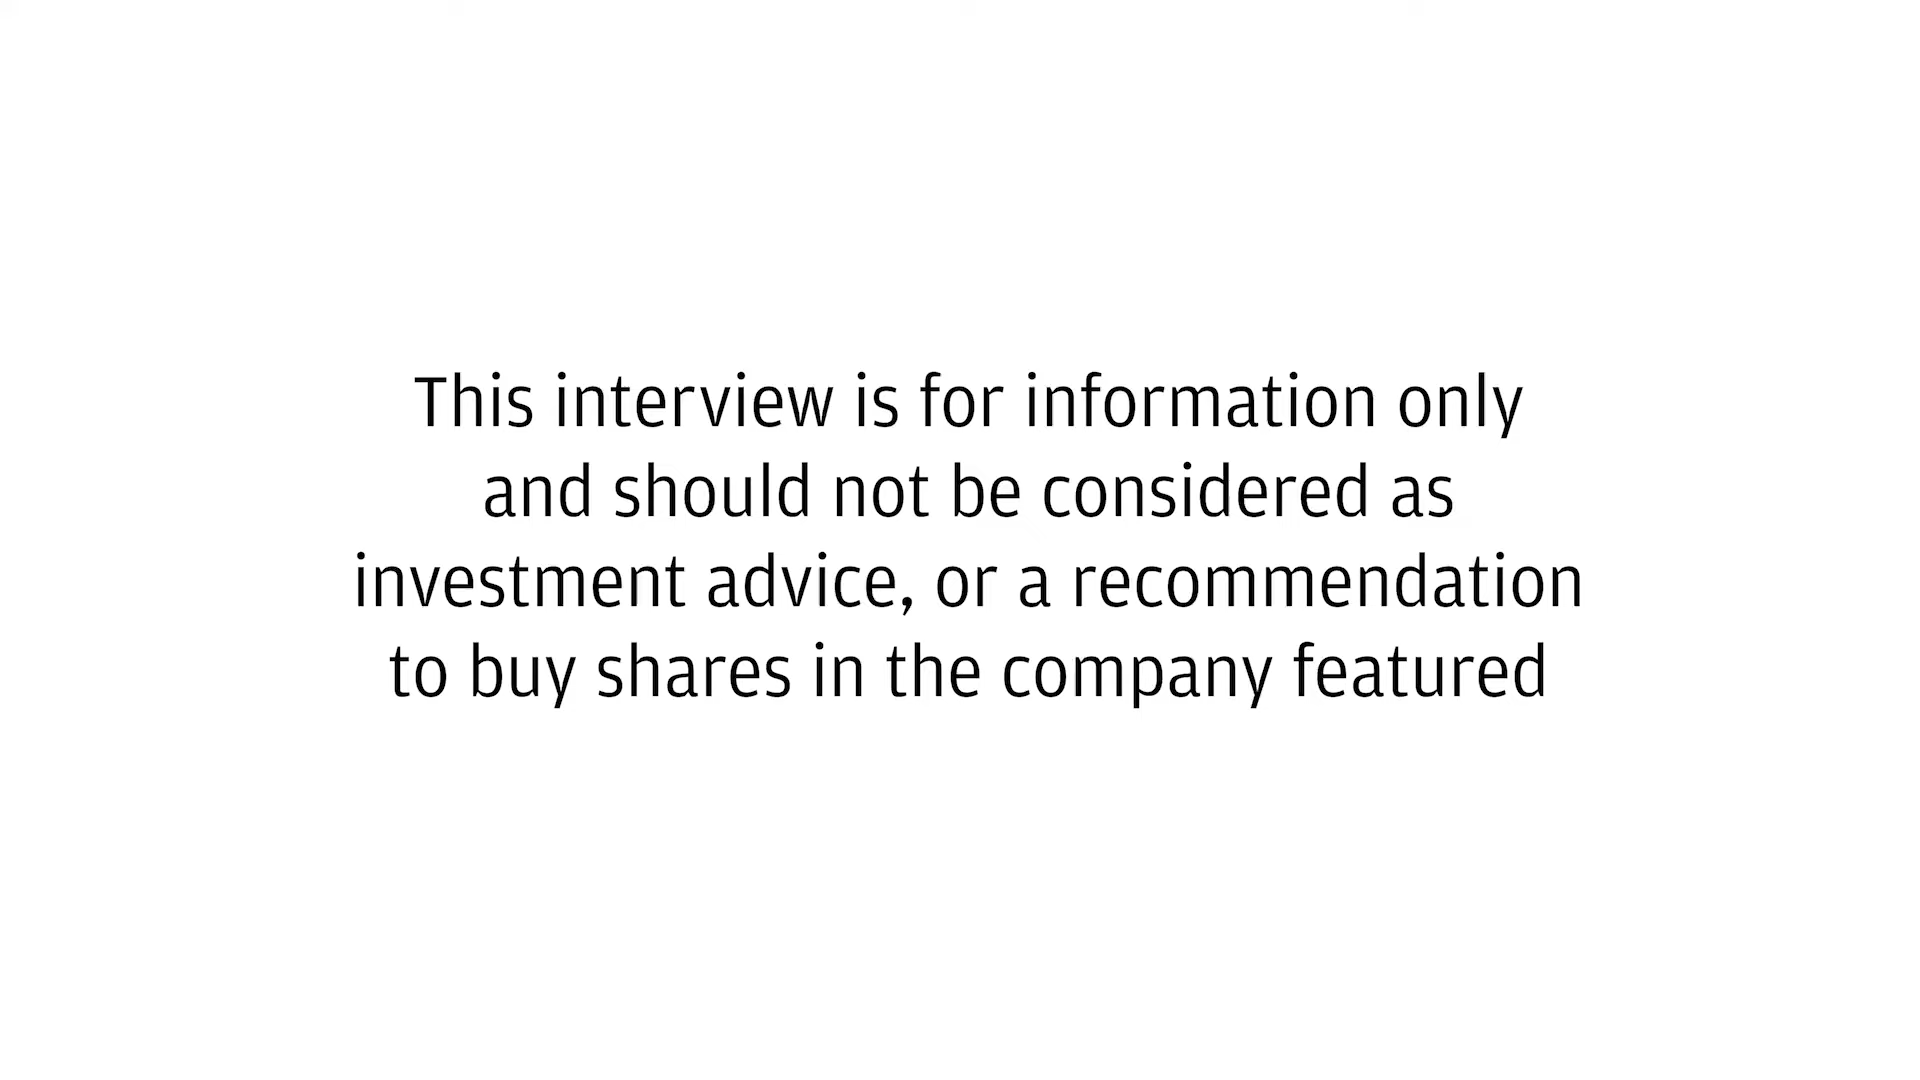 This interview is for information only
and should not be considered as
investment advice, or a recommendation
to buy shares in the company featured